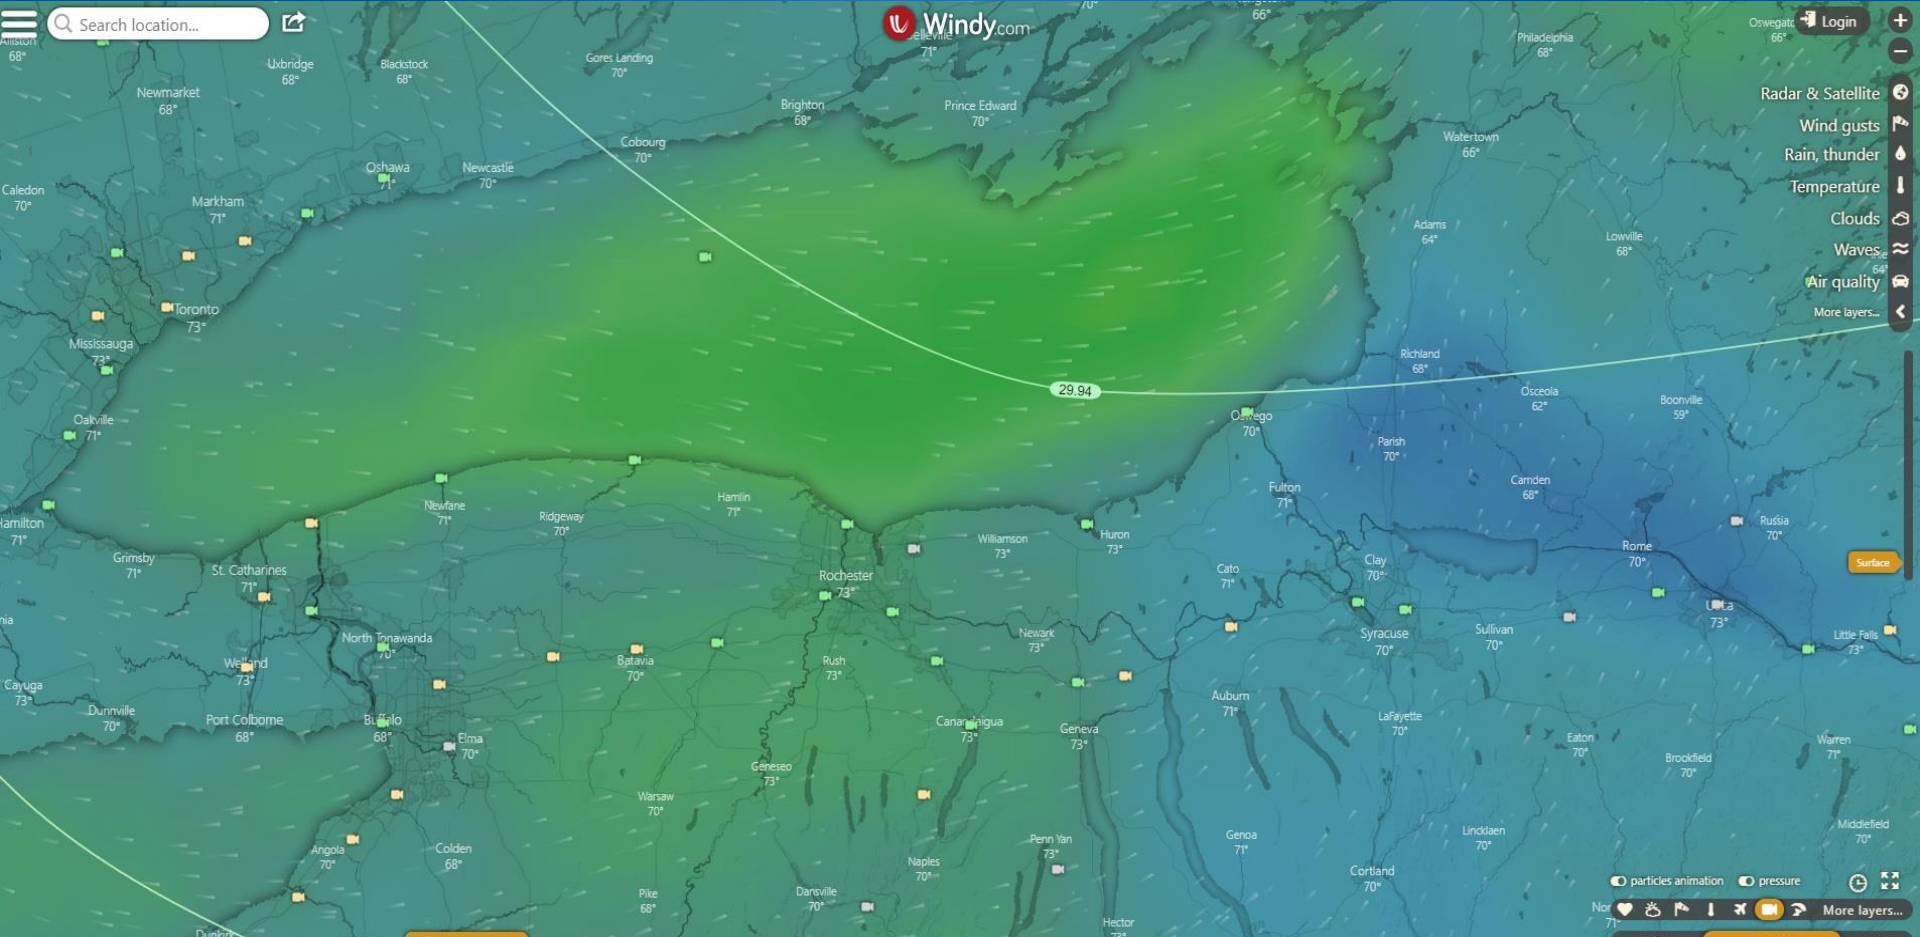 Search location...
Windy.com
Login
Radar & Satellite
Wind gusts
Rain, thunder
Temperature
Clouds
Waves
Air quality
More layers...
Surface
29.94
68°
Uxbridge
68°
Blackstock
68°
Gores Landing
70°
71°
70°
66°
Philadelphia
68°
66°
Newmarket
68°
Brighton
68°
Prince Edward
70°
Watertown
66°
Cobourg
70°
Oshawa
71°
Newcastle
70°
Caledon
70°
Markham
71°
Adams
64°
Lowville
68°
64°
Toronto
73°
Mississauga
73°
Richland
68°
Osceola
62°
Boonville
59°
Oakville
71°
Oswego
70°
Parish
70°
Camden
68°
Fulton
71°
Hamlin
71°
Newfane
71°
Ridgeway
70°
Hamilton
71°
Russia
70°
Williamson
73°
Huron
73°
Rome
70°
Grimsby
71°
St. Catharines
71°
Rochester
73°
Cato
71°
Clay
70°
Utica
73°
North Tonawanda
70°
Newark
73°
Syracuse
70°
Sullivan
70°
Little Falls
73°
Welland
73°
Batavia
70°
Rush
73°
Cayuga
73°
Auburn
71°
Dunnville
70°
Port Colborne
68°
Buffalo
68°
Elma
70°
Canandaigua
73°
Geneva
73°
LaFayette
70°
Eaton
70°
Warren
71°
Geneseo
73°
Brookfield
70°
Warsaw
70°
Middlefield
70°
Angola
70°
Colden
68°
Penn Yan
73°
Genoa
71°
Lincklaen
70°
Naples
70°
Cortland
70°
Pike
68°
Dansville
70°
Hector
73°
71°
particles animation
pressure
More layers...